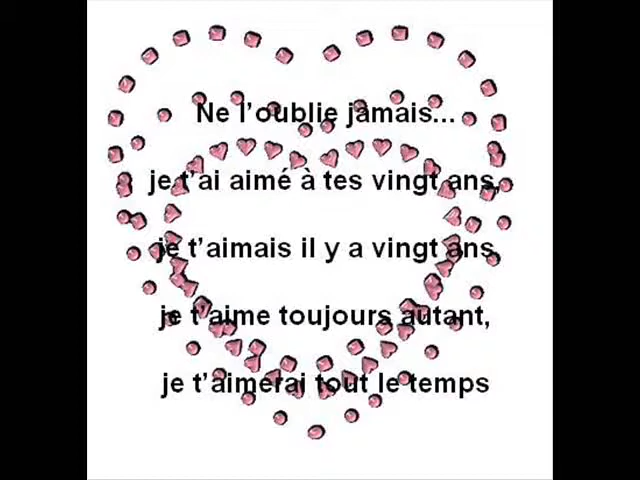 Ne l'oublie jamais...
je t'ai aimé à tes vingt ans,
je t'aimais il y a vingt ans,
je t'aime toujours autant,
je t'aimerai tout le temps